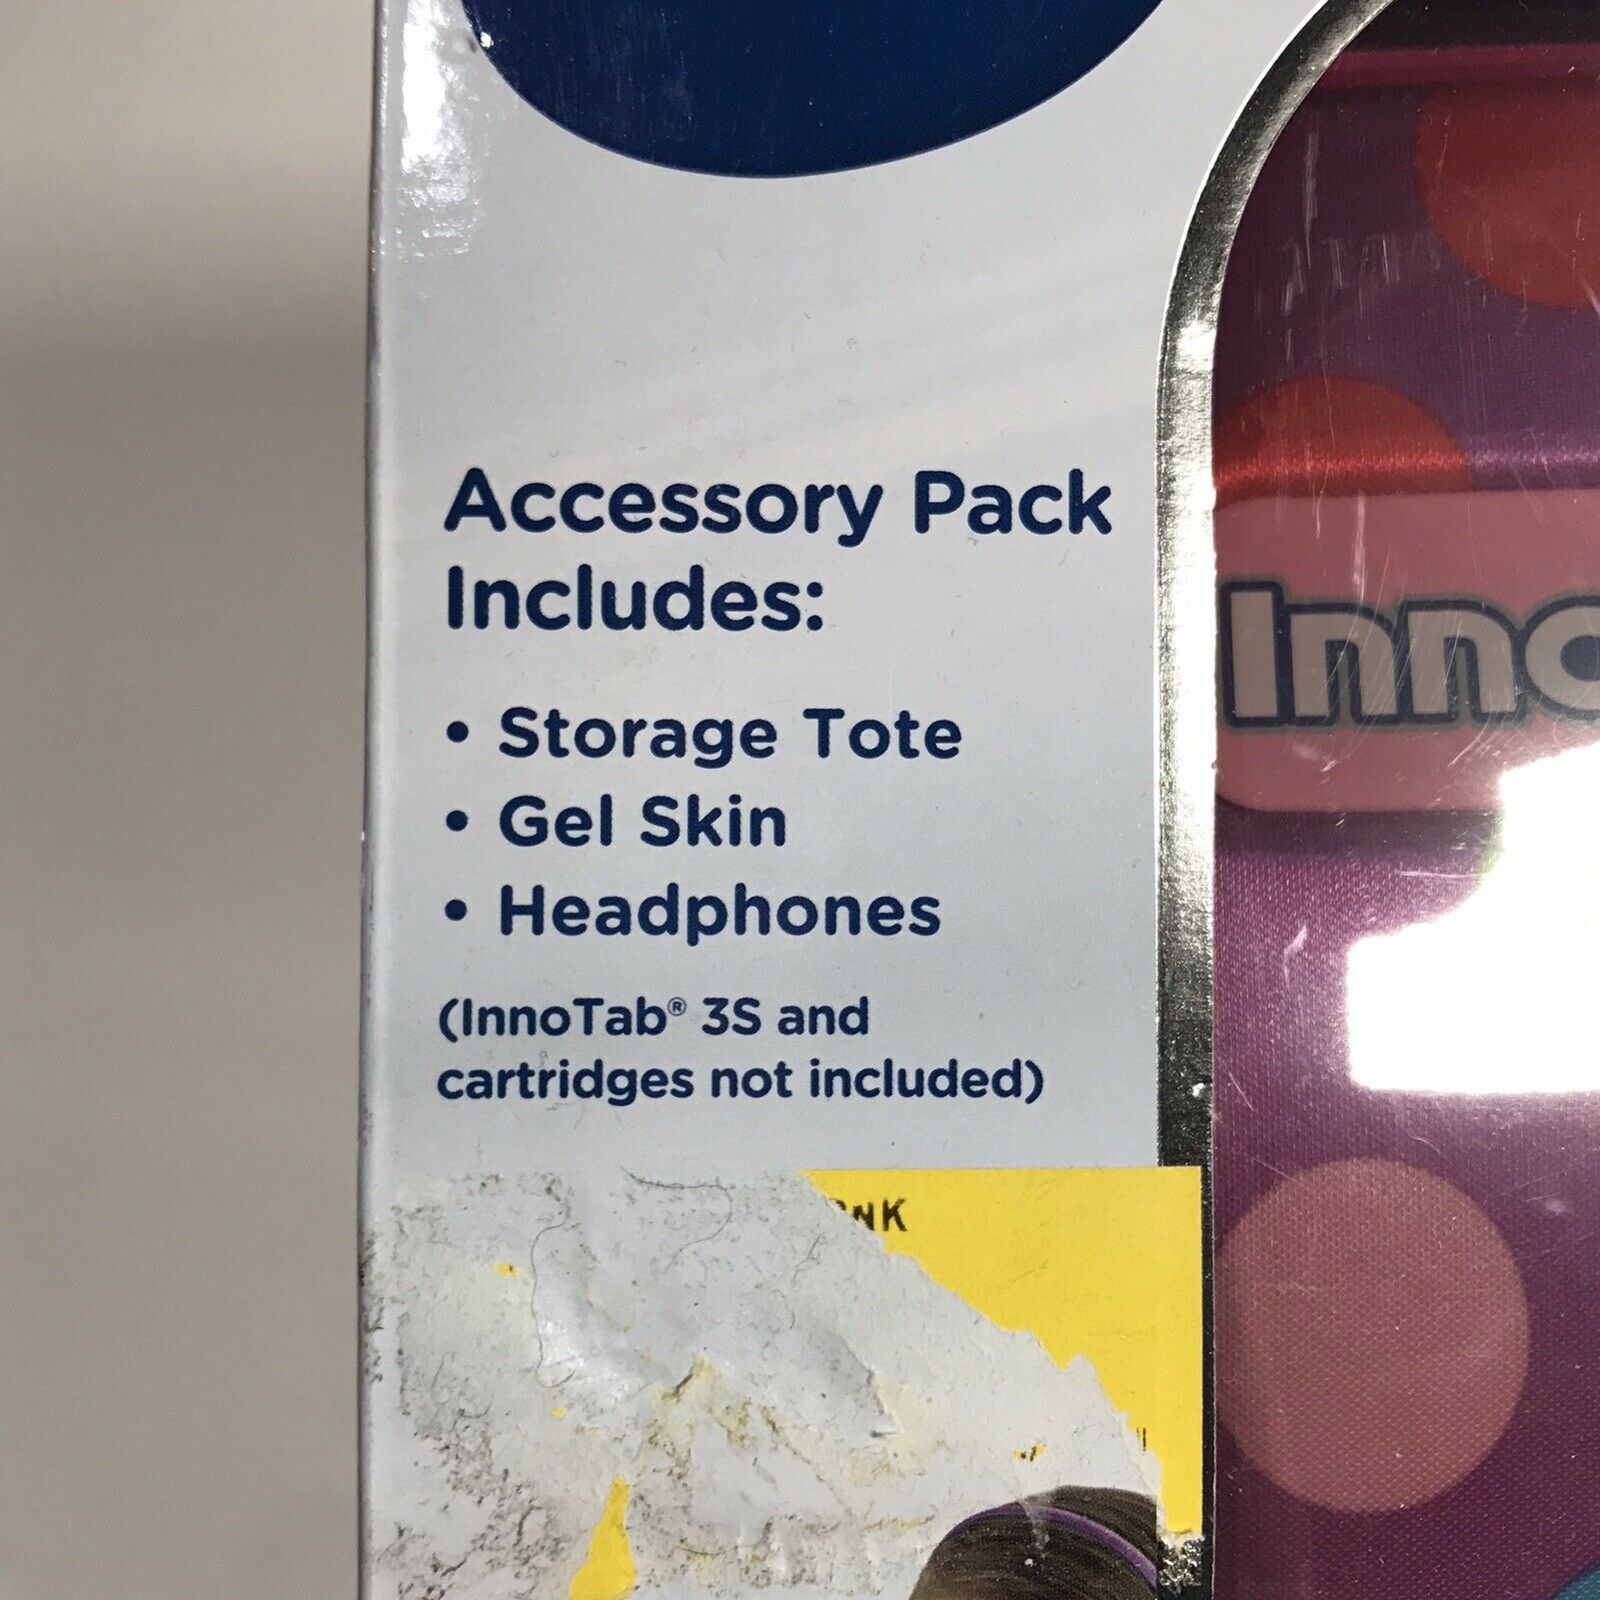 Accessory Pack
Includes:
• Storage Tote
• Gel Skin
• Headphones
(InnoTab® 3S and
cartridges not included)
Inno